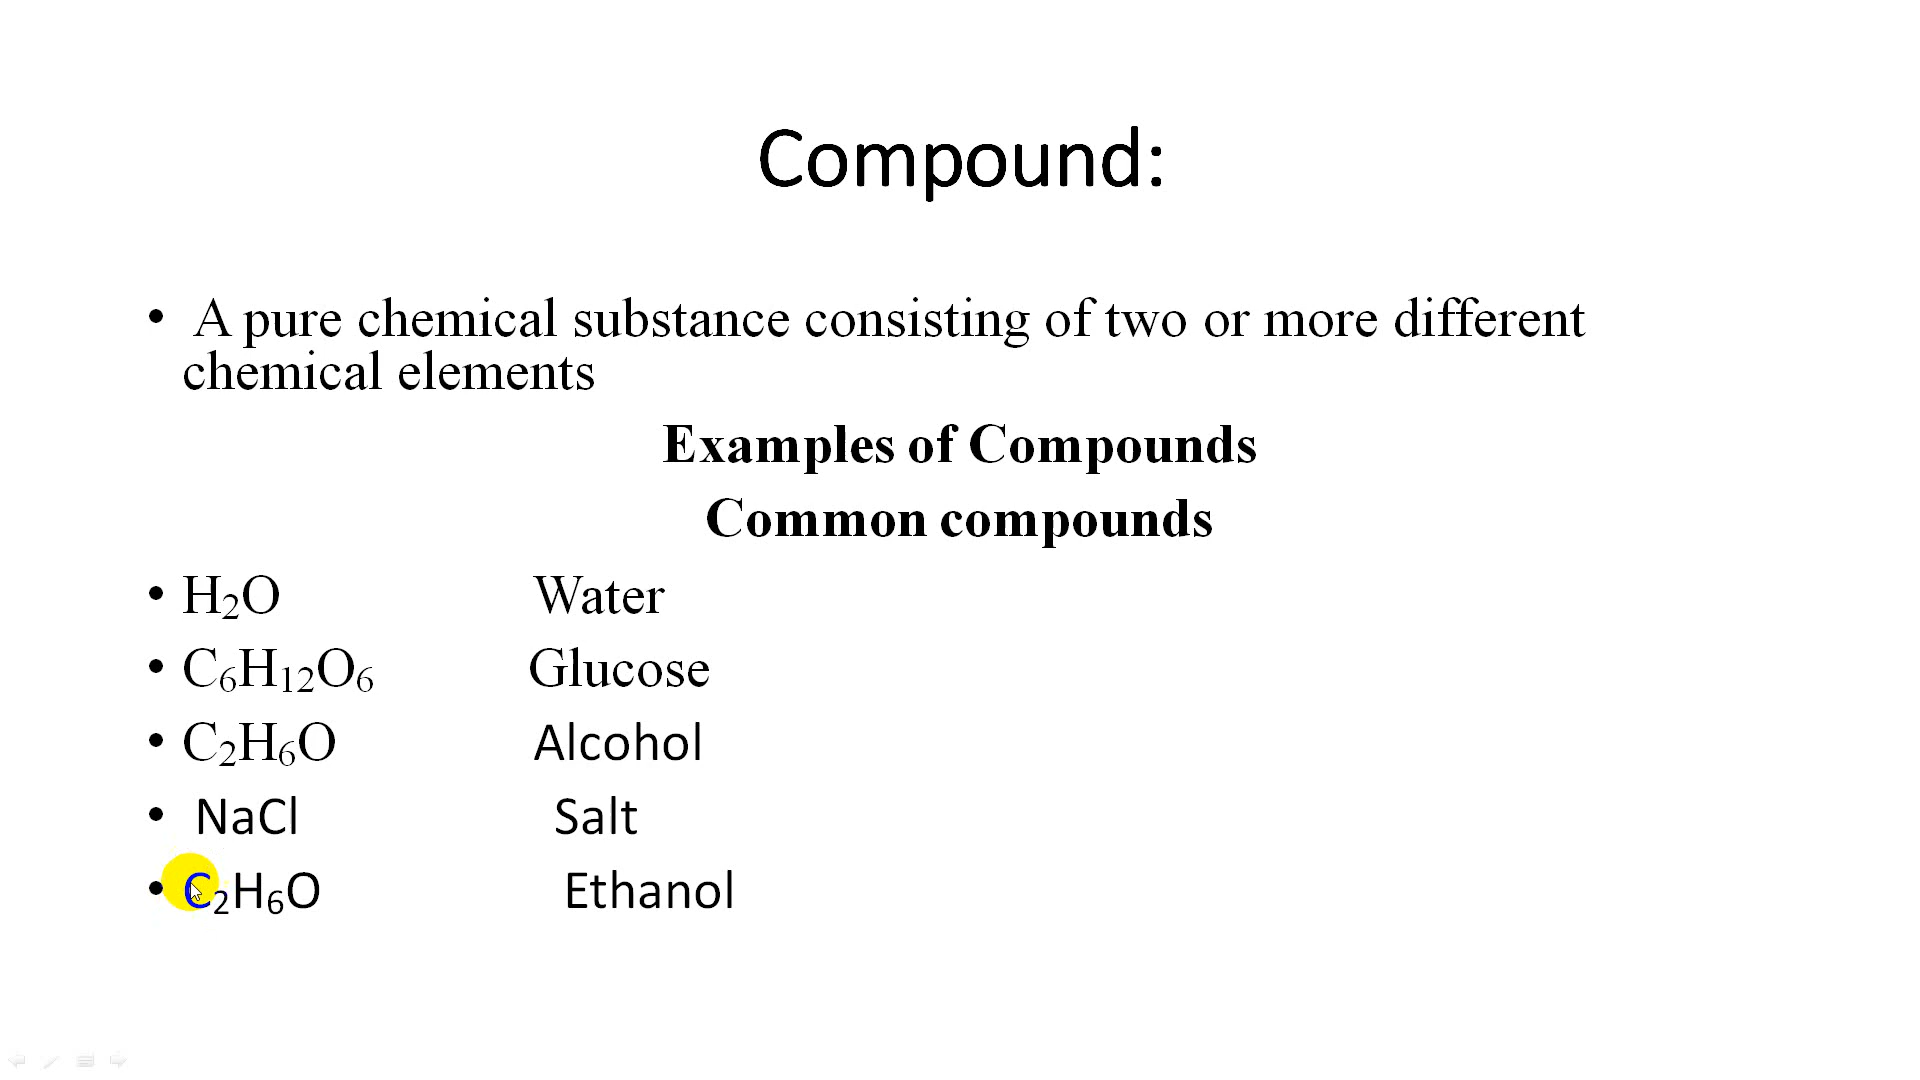 Compound:
• A pure chemical substance consisting of two or more different
chemical elements
Examples of Compounds
Common compounds
• H₂O Water
• C₆H₁₂O₆ Glucose
• C₂H₆O Alcohol
• NaCl Salt
• C₂H₆O Ethanol